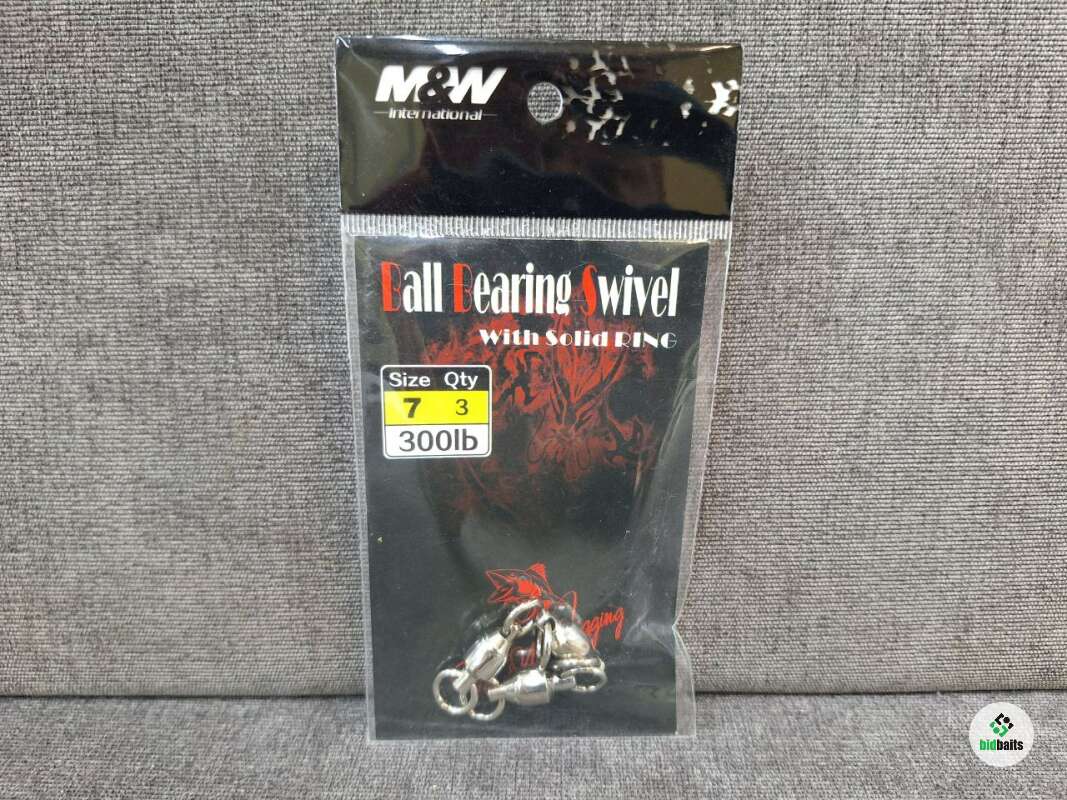 M&W
International
Ball Bearing Swivel
With Solid RING
Size Qty
7 3
300lb
bidbaits